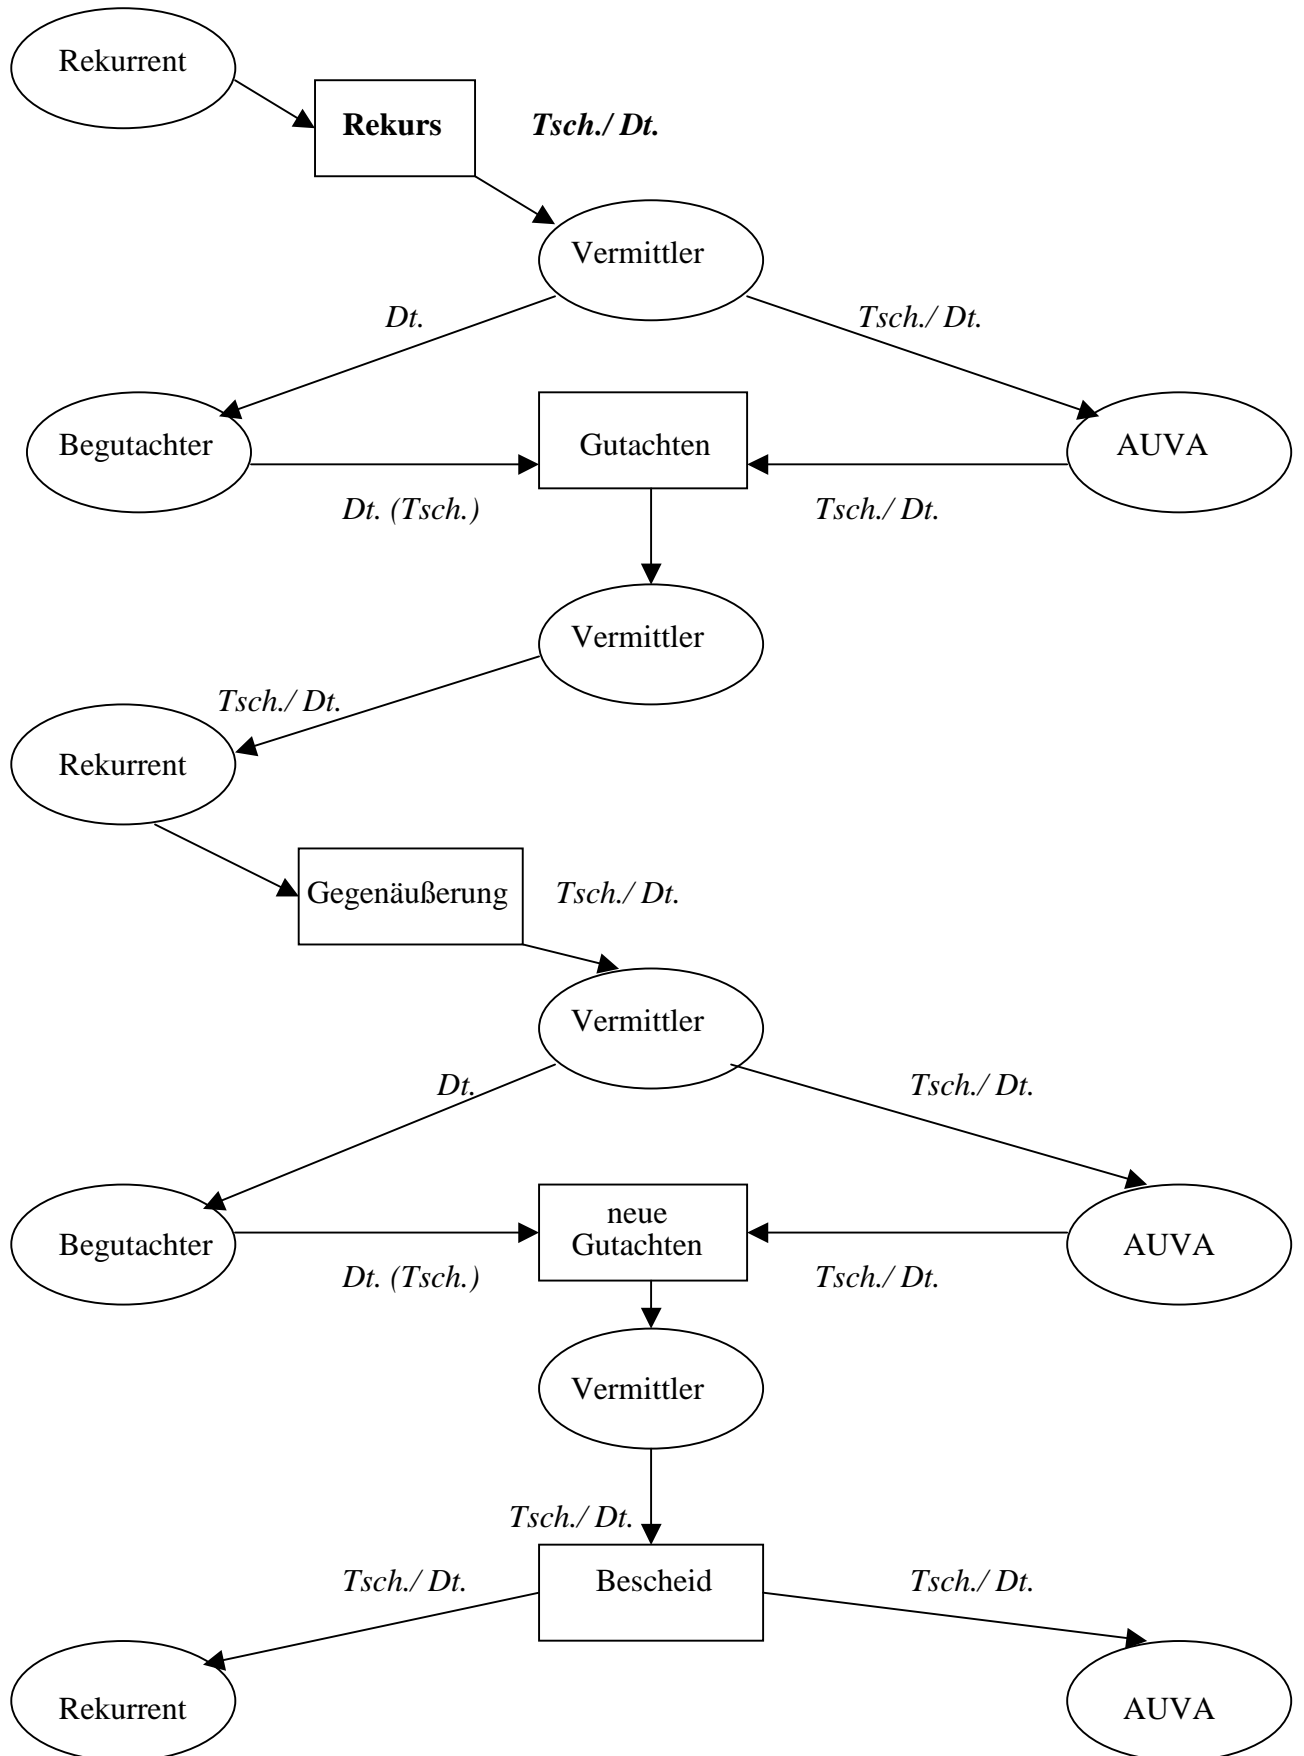 Rekurrent
Rekurs
Tsch./ Dt.
Vermittler
Dt.
Tsch./ Dt.
Begutachter
Gutachten
AUVA
Dt. (Tsch.)
Tsch./ Dt.
Vermittler
Tsch./ Dt.
Rekurrent
Gegenäußerung
Tsch./ Dt.
Vermittler
Dt.
Tsch./ Dt.
Begutachter
neue
Gutachten
AUVA
Dt. (Tsch.)
Tsch./ Dt.
Vermittler
Tsch./ Dt.
Tsch./ Dt.
Bescheid
Tsch./ Dt.
Rekurrent
AUVA